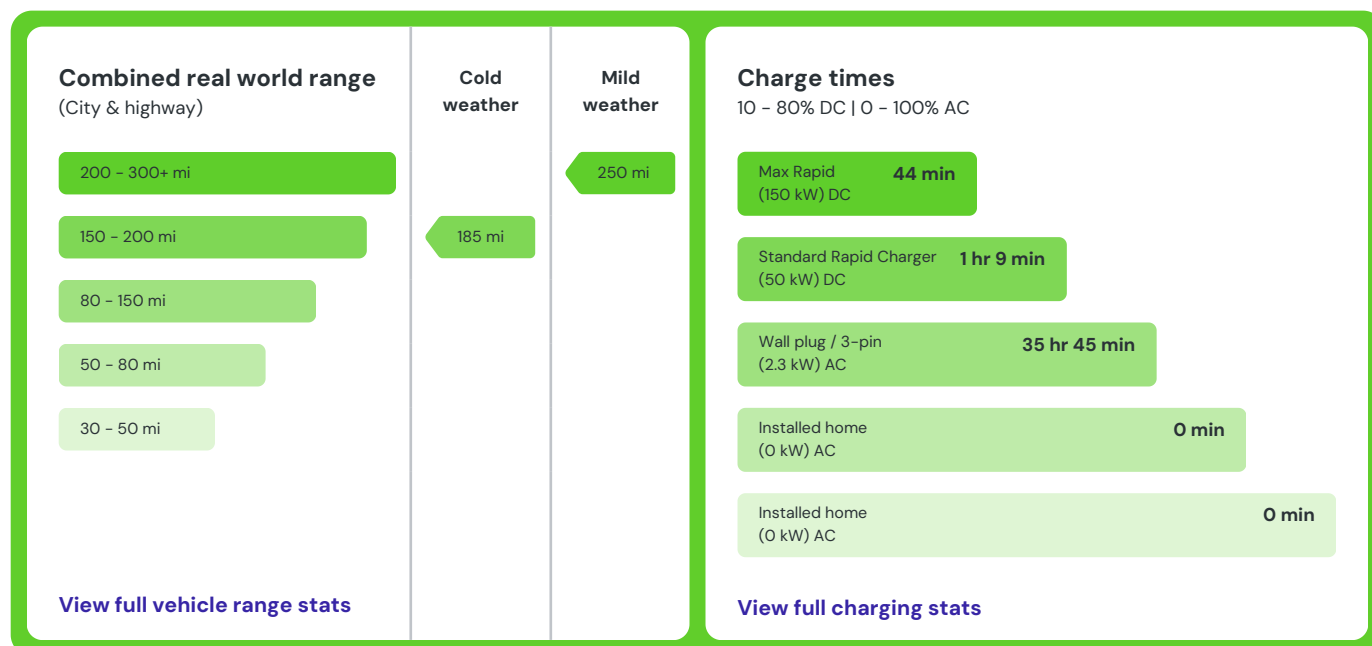 Combined real world range
(City & highway)
Cold
weather
Mild
weather
200 - 300+ mi
250 mi
150 - 200 mi
185 mi
80 - 150 mi
50 - 80 mi
30 - 50 mi
View full vehicle range stats
Charge times
10 - 80% DC | 0 - 100% AC
Max Rapid
(150 kW) DC
44 min
Standard Rapid Charger
(50 kW) DC
1 hr 9 min
Wall plug / 3-pin
(2.3 kW) AC
35 hr 45 min
Installed home
(0 kW) AC
0 min
Installed home
(0 kW) AC
0 min
View full charging stats